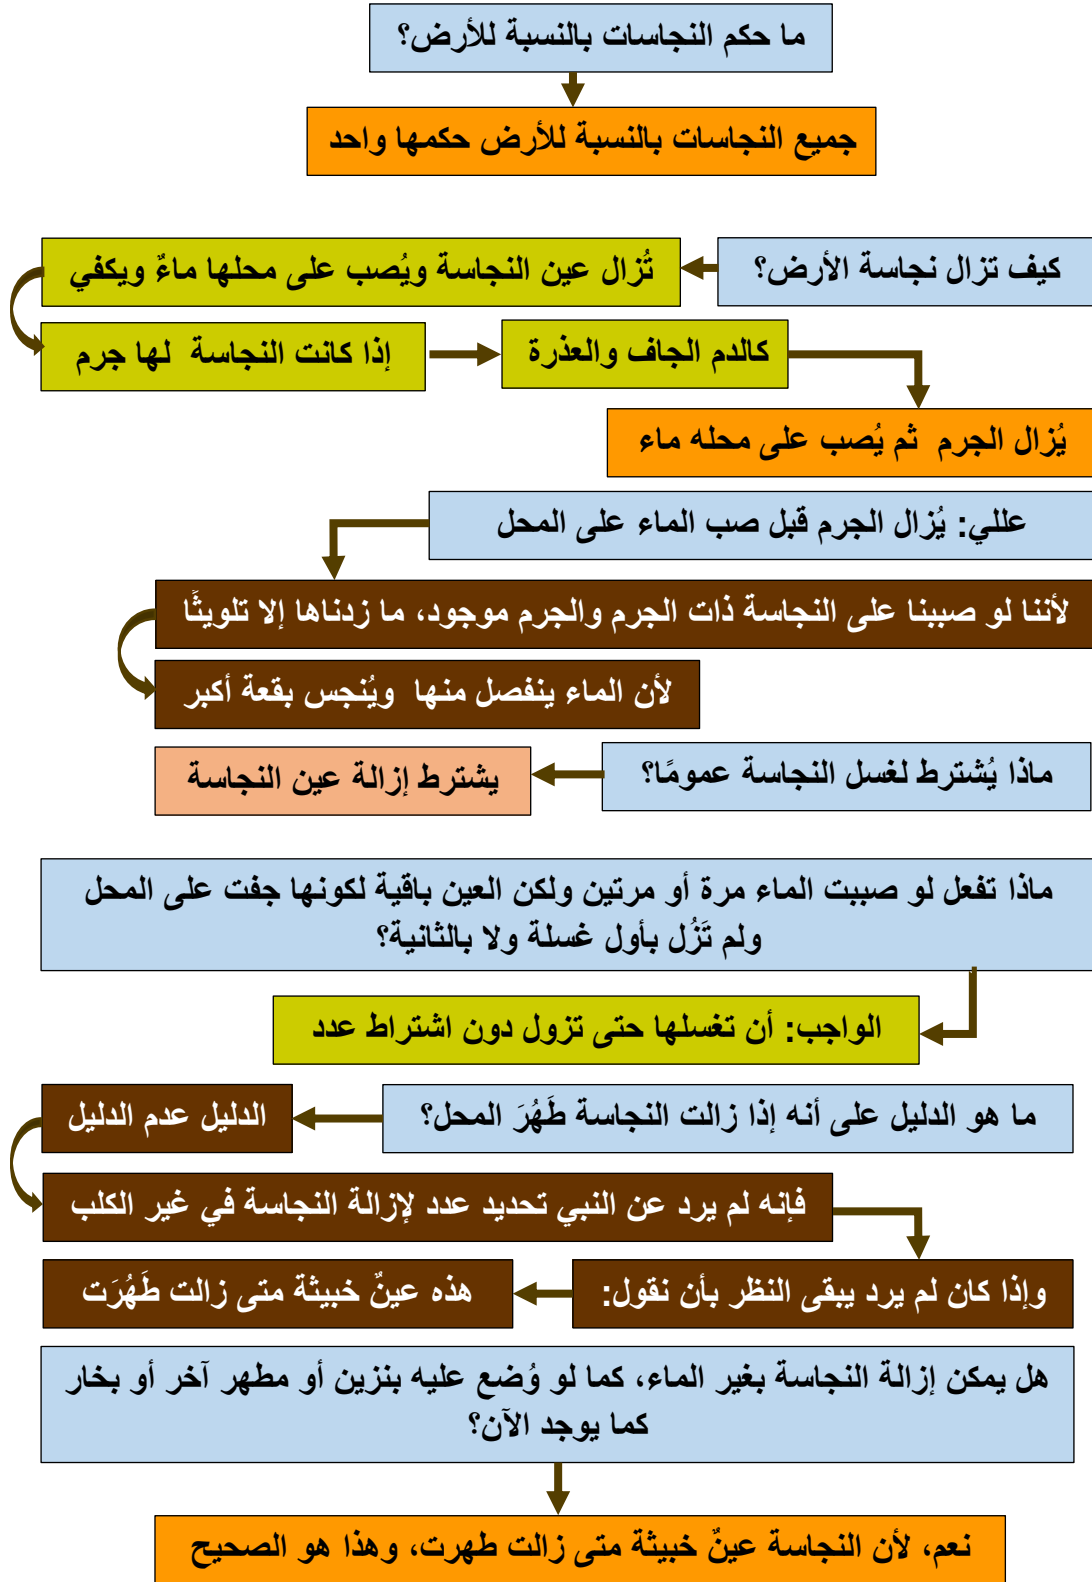 ما حكم النجاسات بالنسبة للأرض؟
جميع النجاسات بالنسبة للأرض حكمها واحد
كيف تزال نجاسة الأرض؟
تُزال عين النجاسة ويُصب على محلها ماءٌ ويكفي
إذا كانت النجاسة لها جرم
كالدم الجاف والعذرة
يُزال الجرم ثم يُصب على محله ماء
عللي: يُزال الجرم قبل صب الماء على المحل
لأننا لو صببنا على النجاسة ذات الجرم والجرم موجود، ما زدناها إلا تلويثًا
لأن الماء ينفصل منها ويُنجس بقعة أكبر
ماذا يُشترط لغسل النجاسة عمومًا؟
يشترط إزالة عين النجاسة
ماذا تفعل لو صببت الماء مرة أو مرتين ولكن العين باقية لكونها جفت على المحل
ولم تَزُل بأول غسلة ولا بالثانية؟
الواجب: أن تغسلها حتى تزول دون اشتراط عدد
ما هو الدليل على أنه إذا زالت النجاسة طَهُرَ المحل؟
الدليل عدم الدليل
فإنه لم يرد عن النبي تحديد عدد لإزالة النجاسة في غير الكلب
وإذا كان لم يرد يبقى النظر بأن نقول:
هذه عينٌ خبيثة متى زالت طَهُرَت
هل يمكن إزالة النجاسة بغير الماء، كما لو وُضع عليه بنزين أو مطهر آخر أو بخار
كما يوجد الآن؟
نعم، لأن النجاسة عينٌ خبيثة متى زالت طهرت، وهذا هو الصحيح